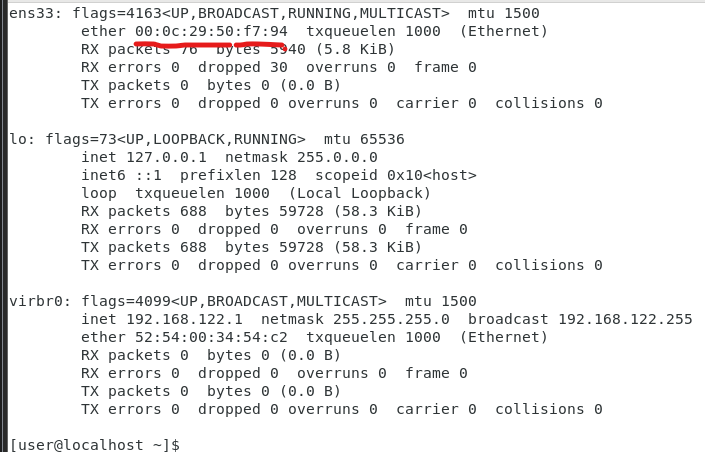 ens33: flags=4163<UP,BROADCAST,RUNNING,MULTICAST>  mtu 1500
        ether 00:0c:29:50:f7:94  txqueuelen 1000  (Ethernet)
        RX packets 76  bytes 5940 (5.8 KiB)
        RX errors 0  dropped 30  overruns 0  frame 0
        TX packets 0  bytes 0 (0.0 B)
        TX errors 0  dropped 0 overruns 0  carrier 0  collisions 0

lo: flags=73<UP,LOOPBACK,RUNNING>  mtu 65536
        inet 127.0.0.1  netmask 255.0.0.0
        inet6 ::1  prefixlen 128  scopeid 0x10<host>
        loop  txqueuelen 1000  (Local Loopback)
        RX packets 688  bytes 59728 (58.3 KiB)
        RX errors 0  dropped 0  overruns 0  frame 0
        TX packets 688  bytes 59728 (58.3 KiB)
        TX errors 0  dropped 0 overruns 0  carrier 0  collisions 0

virbr0: flags=4099<UP,BROADCAST,MULTICAST>  mtu 1500
        inet 192.168.122.1  netmask 255.255.255.0  broadcast 192.168.122.255
        ether 52:54:00:34:54:c2  txqueuelen 1000  (Ethernet)
        RX packets 0  bytes 0 (0.0 B)
        RX errors 0  dropped 0  overruns 0  frame 0
        TX packets 0  bytes 0 (0.0 B)
        TX errors 0  dropped 0 overruns 0  carrier 0  collisions 0

[user@localhost ~]$